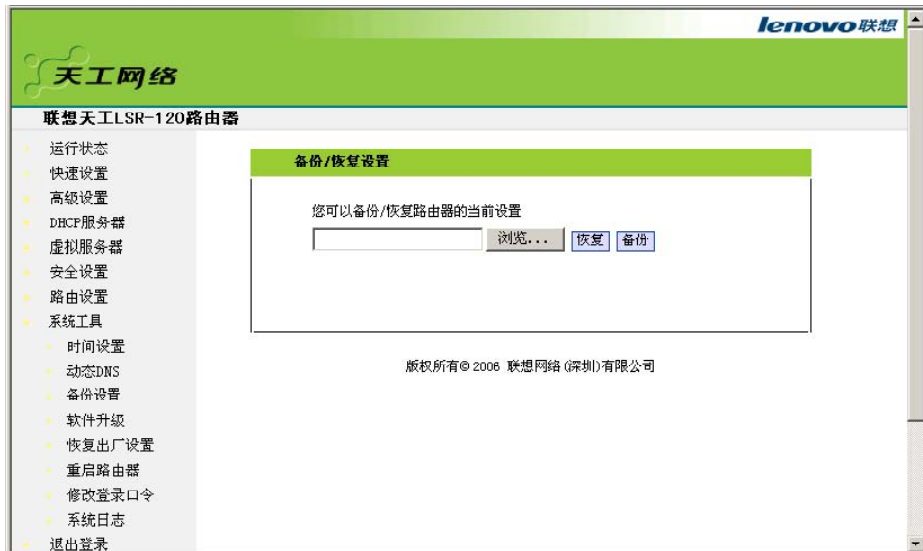 lenovo联想
天工网络
联想天工LSR-120路由器
运行状态
快速设置
高级设置
DHCP服务器
虚拟服务器
安全设置
路由设置
系统工具
时间设置
动态DNS
备份设置
软件升级
恢复出厂设置
重启路由器
修改登录口令
系统日志
退出登录
备份/恢复设置
您可以备份/恢复路由器的当前设置
浏览... 恢复 备份
版权所有© 2006 联想网络(深圳)有限公司